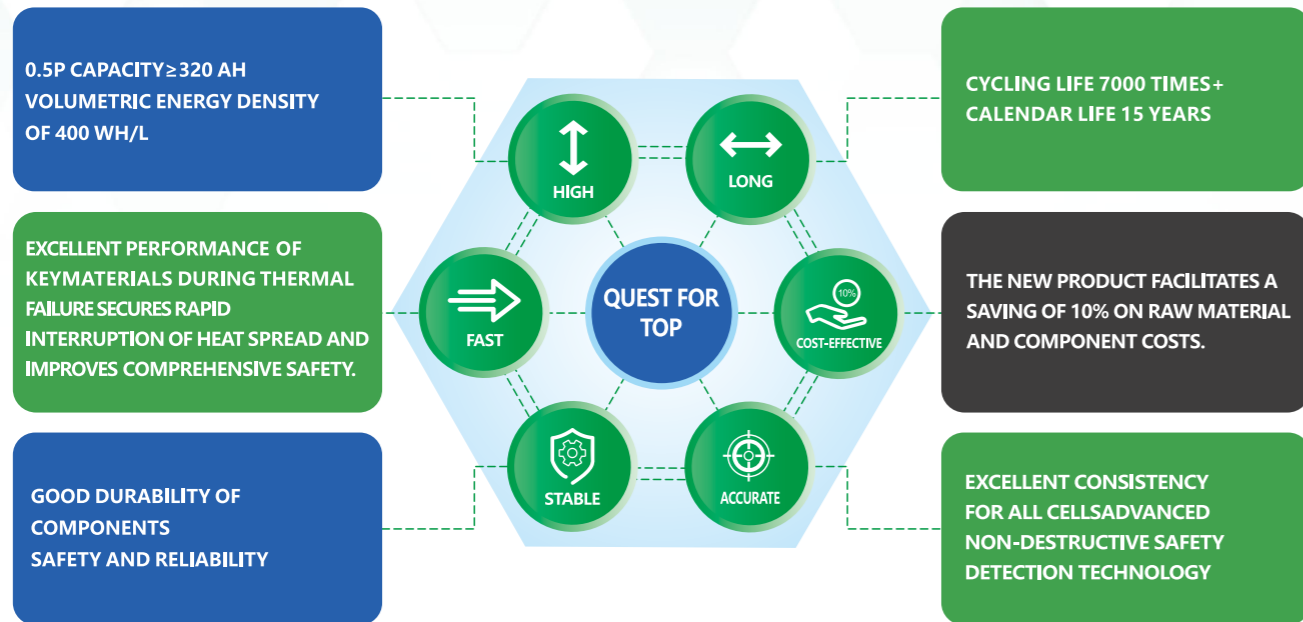 0.5P CAPACITY≥320 AH
VOLUMETRIC ENERGY DENSITY
OF 400 WH/L
EXCELLENT PERFORMANCE OF
KEYMATERIALS DURING THERMAL
FAILURE SECURES RAPID
INTERRUPTION OF HEAT SPREAD AND
IMPROVES COMPREHENSIVE SAFETY.
GOOD DURABILITY OF
COMPONENTS
SAFETY AND RELIABILITY
HIGH
LONG
FAST
QUEST FOR
TOP
10%
COST-EFFECTIVE
STABLE
ACCURATE
CYCLING LIFE 7000 TIMES+
CALENDAR LIFE 15 YEARS
THE NEW PRODUCT FACILITATES A
SAVING OF 10% ON RAW MATERIAL
AND COMPONENT COSTS.
EXCELLENT CONSISTENCY
FOR ALL CELLSADVANCED
NON-DESTRUCTIVE SAFETY
DETECTION TECHNOLOGY